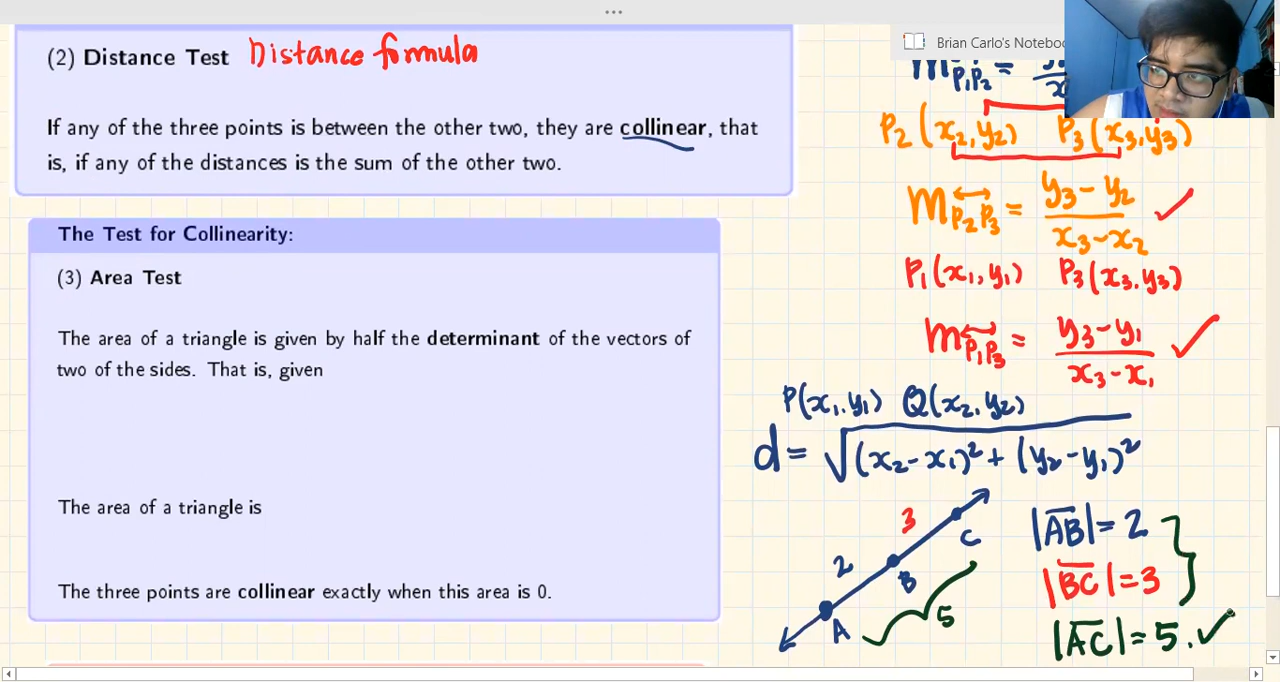 (2) Distance Test Distance formula
If any of the three points is between the other two, they are collinear, that
is, if any of the distances is the sum of the other two.
The Test for Collinearity:
(3) Area Test
The area of a triangle is given by half the determinant of the vectors of
two of the sides. That is, given
The area of a triangle is
The three points are collinear exactly when this area is 0.
Brian Carlo's Notebo
m P₁P₂ =
P₂(x₂,y₂) P₃(x₃,y₃)
m P₂P₃ = y₃-y₂
x₃-x₂
P₁(x₁,y₁) P₃(x₃,y₃)
m P₁P₃ = y₃-y₁
x₃-x₁
P(x₁,y₁) Q(x₂,y₂)
d = √(x₂-x₁)² + (y₂-y₁)²
3
2
C
B
A
5
|AB| = 2
|BC| = 3
|AC| = 5.